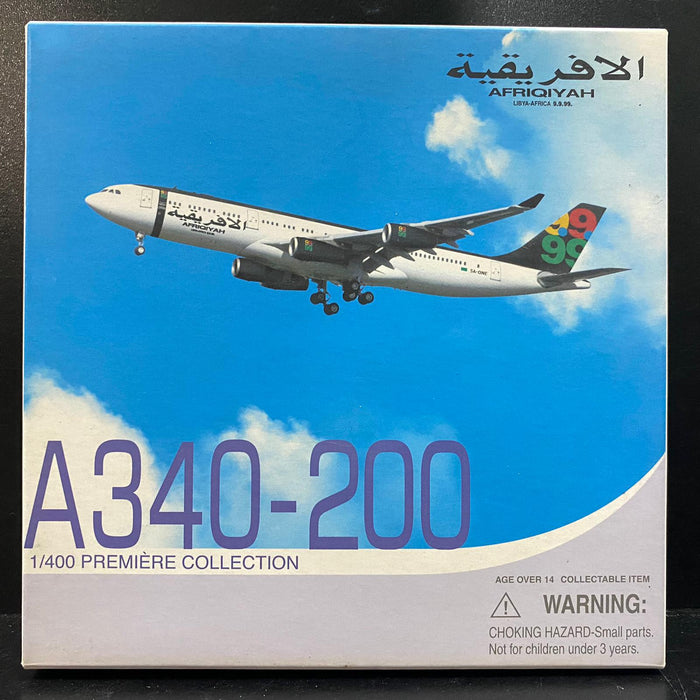 الافريقية
AFRIQIYAH
LIBYA-AFRICA 9.9.99.
الافريقية
AFRIQIYAH
5A-ONE
9
99
A340-200
1/400 PREMIÈRE COLLECTION
AGE OVER 14 COLLECTABLE ITEM
WARNING:
CHOKING HAZARD-Small parts.
Not for children under 3 years.